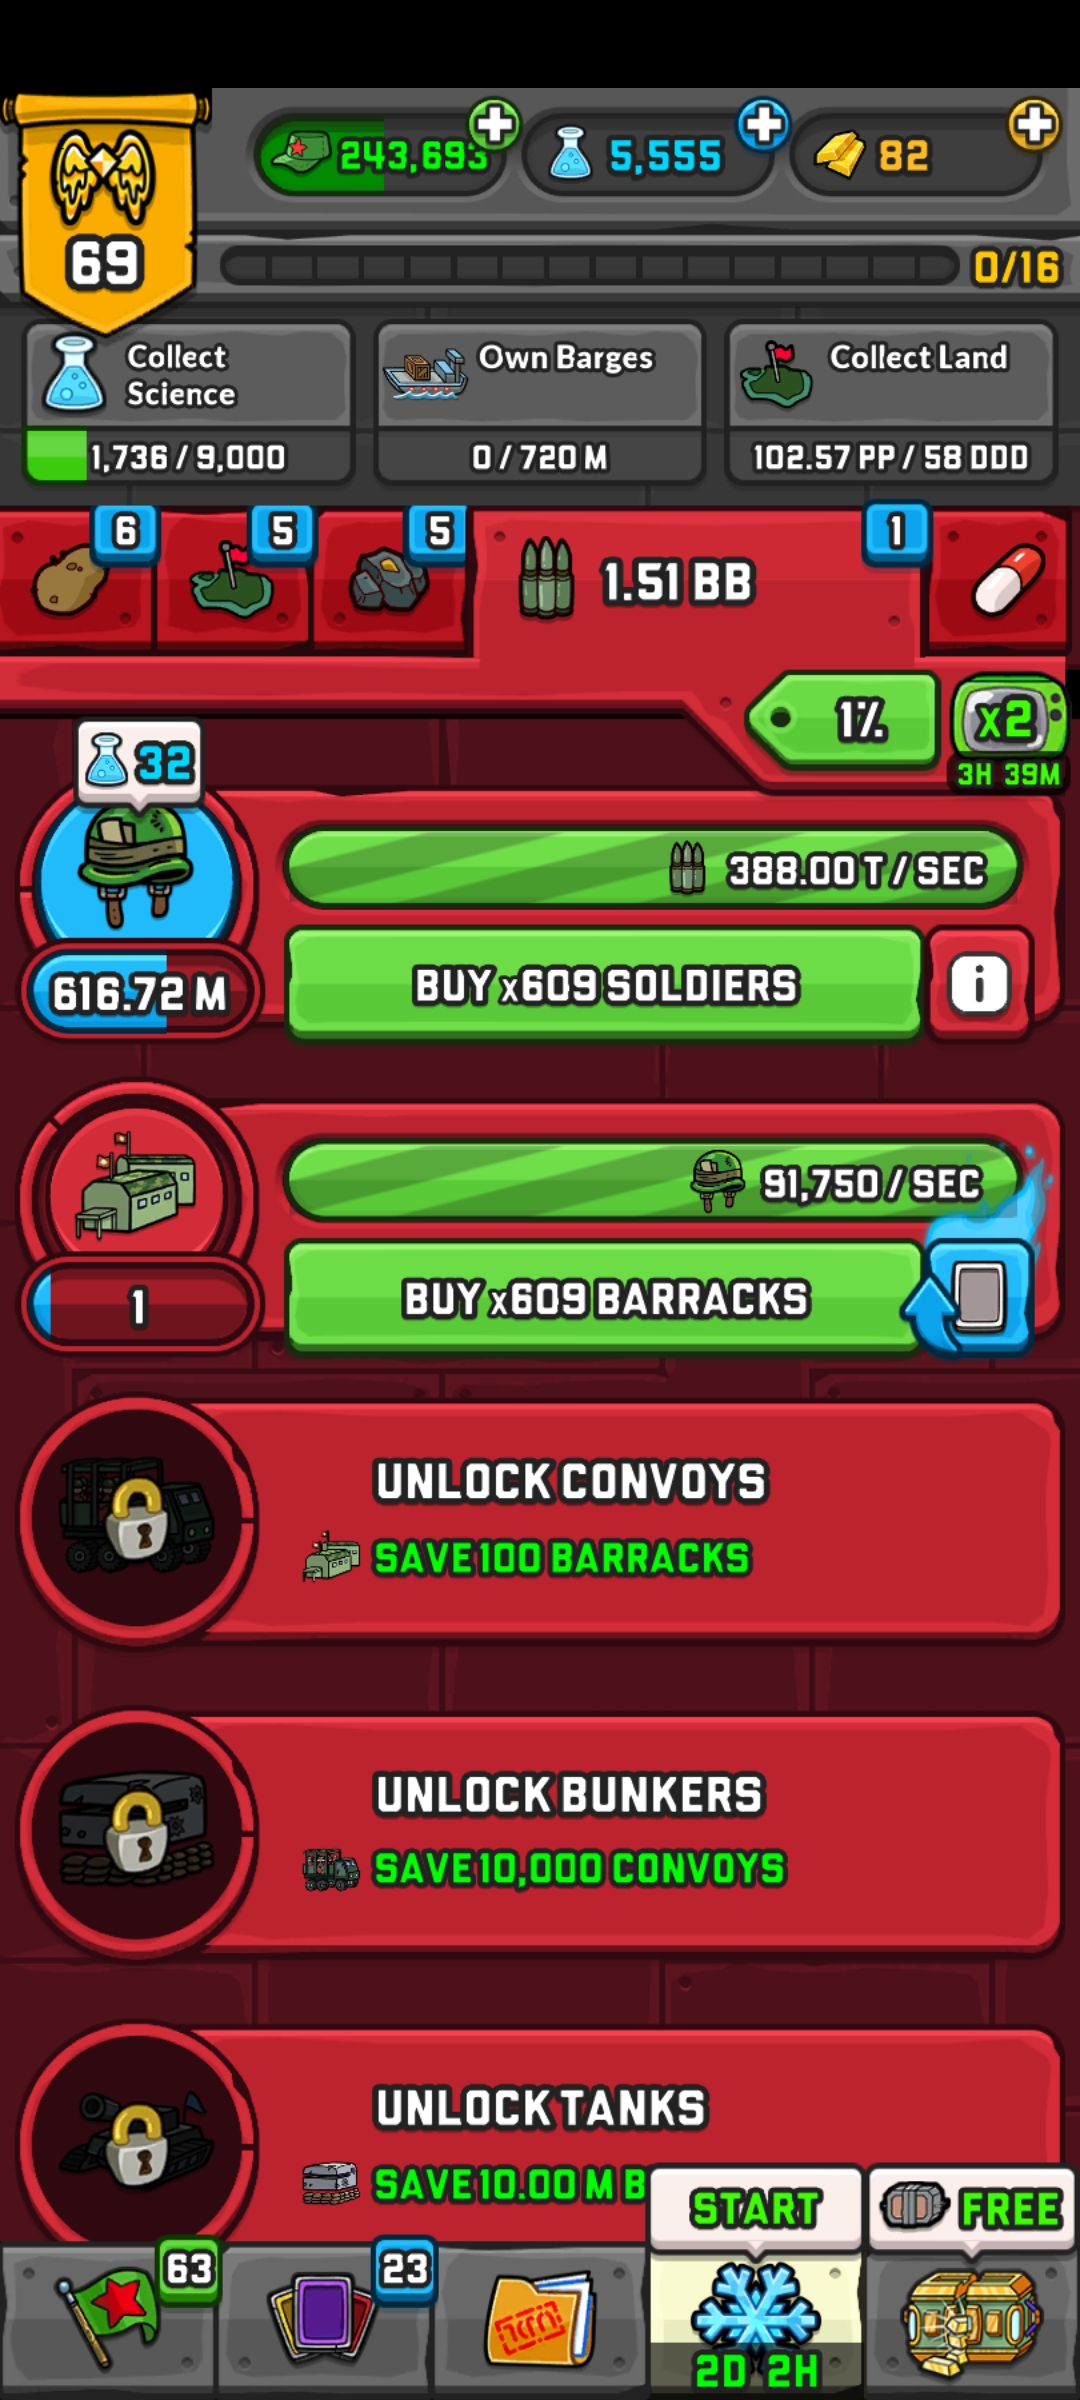 243,693
5,555
82
69
0/16
Collect
Science
1,736 / 9,000
Own Barges
0 / 720 M
Collect Land
102.57 PP / 58 DDD
6
5
5
1.51 BB
1
1%
x2
3H 39M
32
388.00 T / SEC
616.72 M
BUY x609 SOLDIERS
i
91,750 / SEC
1
BUY x609 BARRACKS
UNLOCK CONVOYS
SAVE 100 BARRACKS
UNLOCK BUNKERS
SAVE 10,000 CONVOYS
UNLOCK TANKS
SAVE 10.00 M B
START
FREE
63
23
2D 2H